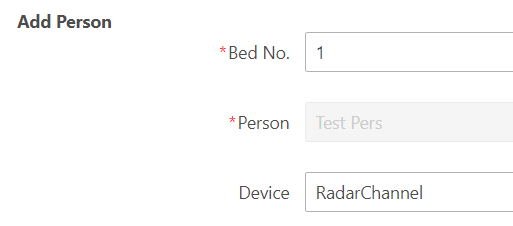 Add Person
*Bed No. 1
*Person Test Pers
Device RadarChannel